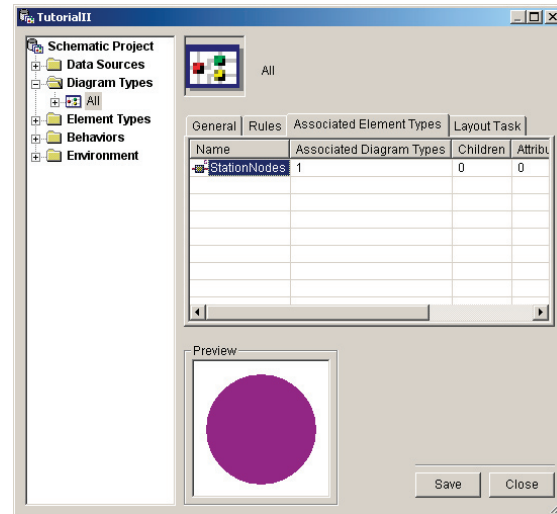 TutorialII
Schematic Project
Data Sources
Diagram Types
All
Element Types
Behaviors
Environment
All
General Rules Associated Element Types Layout Task
Name Associated Diagram Types Children Attribu
StationNodes 1 0 0
Preview
Save Close